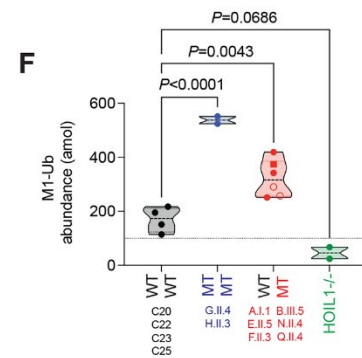 F
P=0.0686
P=0.0043
P<0.0001
M1-Ub
abundance (amol)
600
400
200
0
WT WT
MT MT
WT MT
HOIL1-/-
C20
C22
C23
C25
G.II.4
H.II.3
A.I.1 B.III.5
E.II.5 N.II.4
F.II.3 Q.II.4